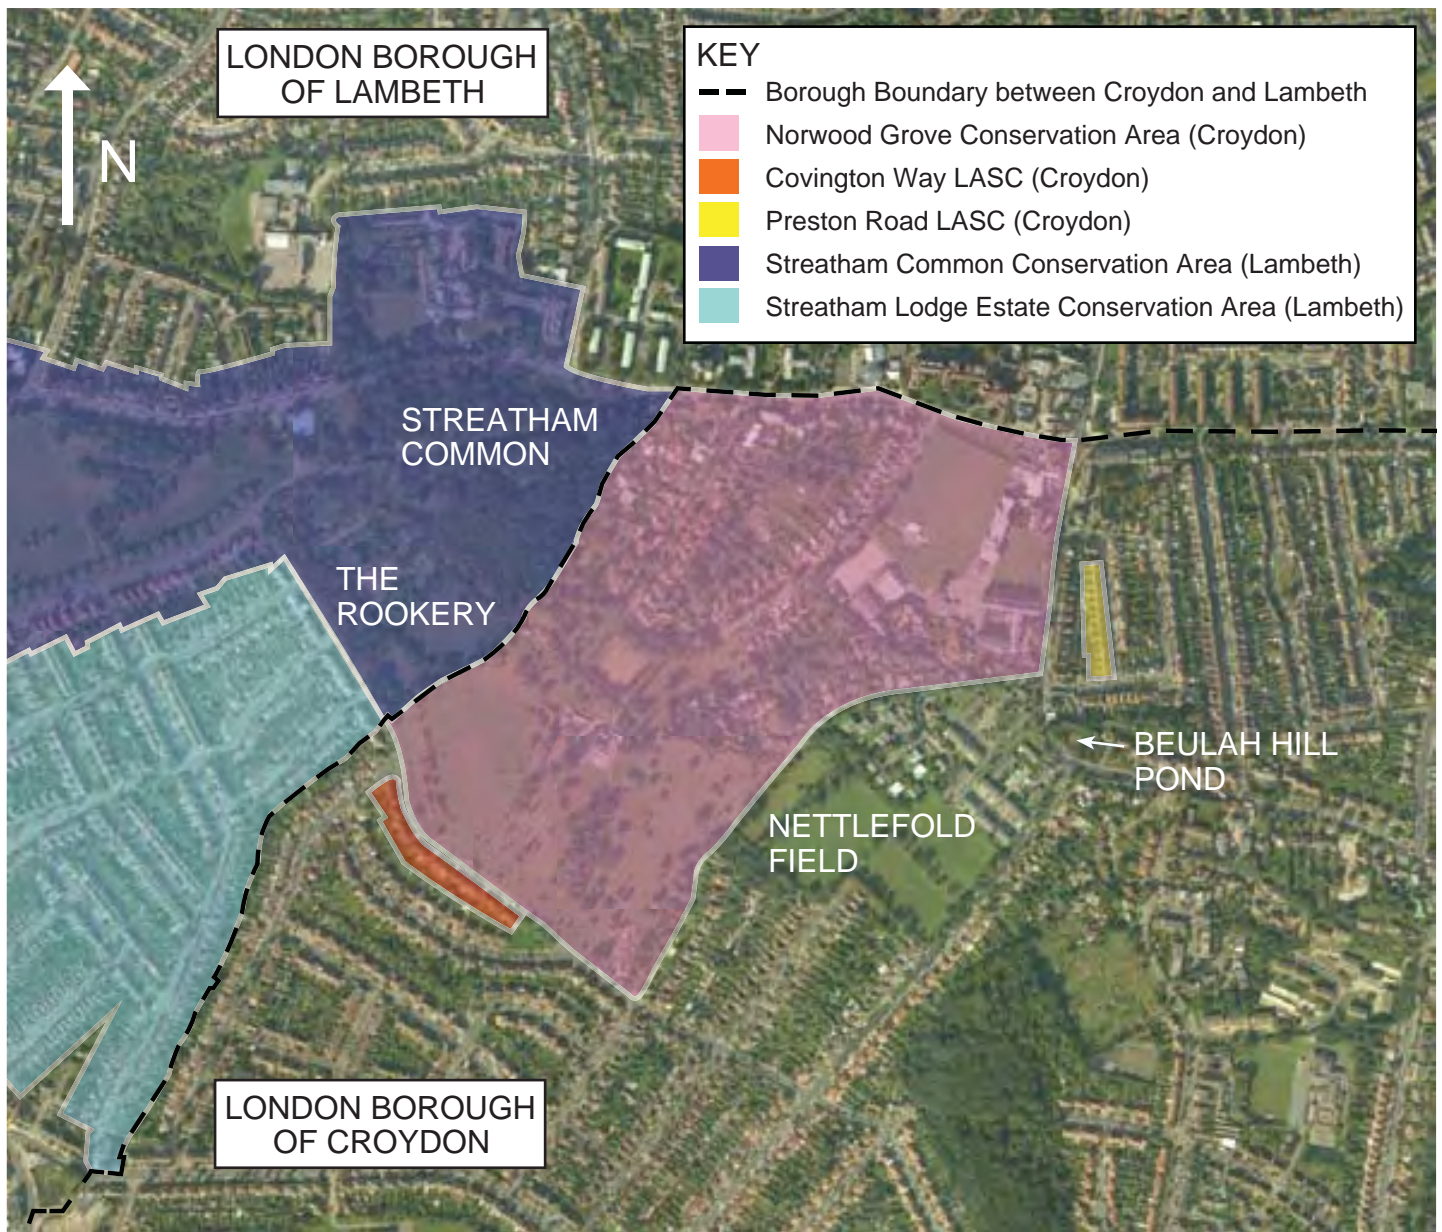 LONDON BOROUGH
OF LAMBETH
N
KEY
Borough Boundary between Croydon and Lambeth
Norwood Grove Conservation Area (Croydon)
Covington Way LASC (Croydon)
Preston Road LASC (Croydon)
Streatham Common Conservation Area (Lambeth)
Streatham Lodge Estate Conservation Area (Lambeth)
STREATHAM
COMMON
THE
ROOKERY
BEULAH HILL
POND
NETTLEFOLD
FIELD
LONDON BOROUGH
OF CROYDON